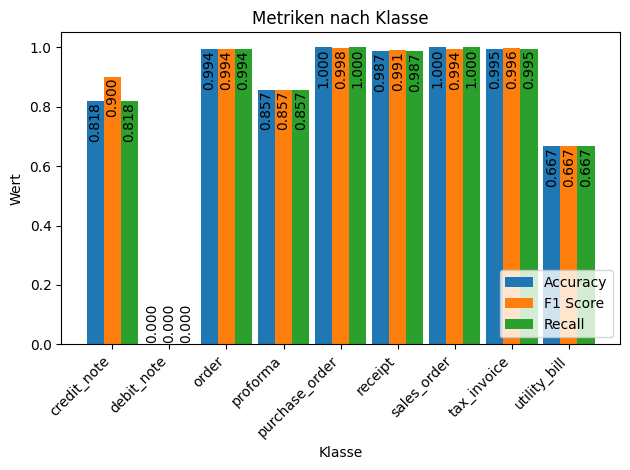 Metriken nach Klasse
Wert
1.0
0.8
0.6
0.4
0.2
0.0
0.818
0.900
0.818
0.000
0.000
0.000
0.994
0.994
0.994
0.857
0.857
0.857
1.000
0.998
1.000
0.987
0.991
0.987
1.000
0.994
1.000
0.995
0.996
0.995
0.667
0.667
0.667
Accuracy
F1 Score
Recall
credit_note
debit_note
order
proforma
purchase_order
receipt
sales_order
tax_invoice
utility_bill
Klasse